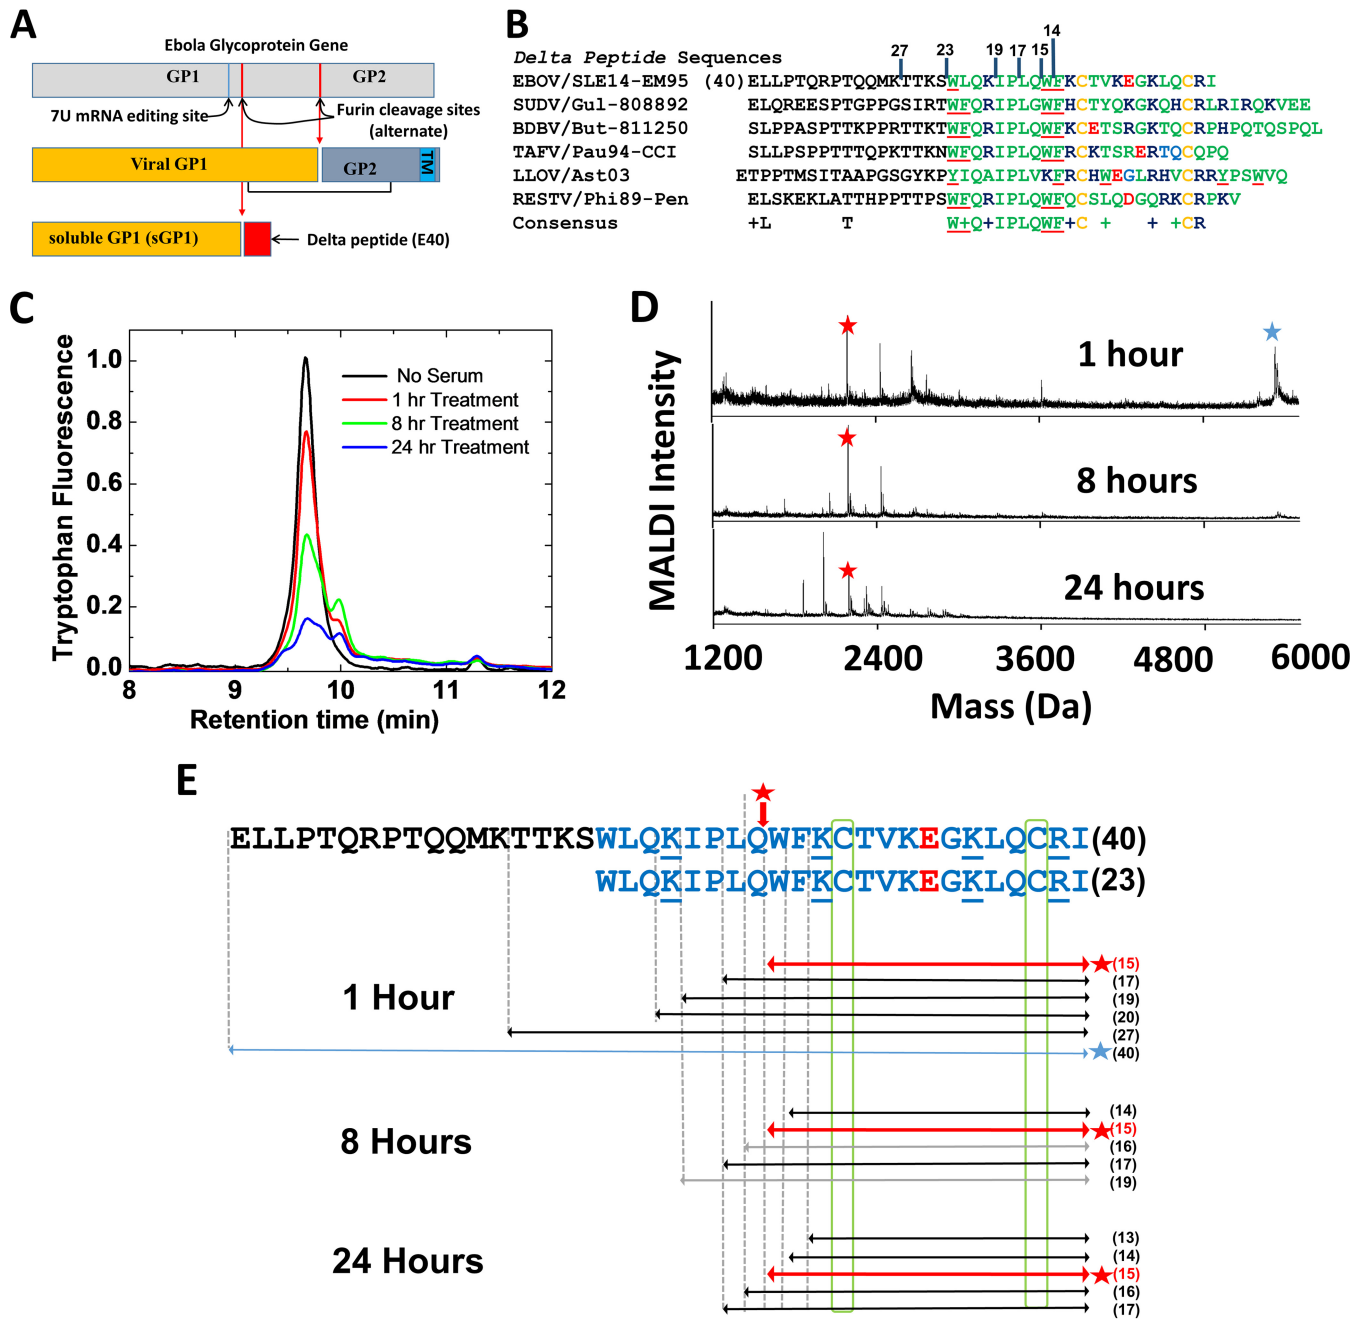 A
Ebola Glycoprotein Gene
GP1
GP2
7U mRNA editing site
Furin cleavage sites
(alternate)
Viral GP1
GP2
TM
soluble GP1 (sGP1)
Delta peptide (E40)
B
14
27 23 19 17 15
Delta Peptide Sequences
EBOV/SLE14-EM95 (40)ELLPTQRPTQQMKTTKSWLQKIPLQWFKCTVKEGKLQCRI
SUDV/Gul-808892 ELQREESPTGPPGSIRTWFQRIPLGWFHCTYQKGKQHCRLRIRQKVEE
BDBV/But-811250 SLPPASPTTKPPRTTKTWFQRIPLQWFKCETSRGKTQCRPHPQTQSPQL
TAFV/Pau94-CCI SLLPSPPTTTQPKTTKNWFQRIPLQWFRCKTSRERTQCQPQ
LLOV/Ast03 ETPPTMSITAAPGSGYKPYIQAIPLVKFRCHWEGLRHVCRRYPSWVQ
RESTV/Phi89-Pen ELSKEKLATTHPPTTPSWFQRIPLQWFQCSLQDGQRKCRPKV
Consensus +L T W+Q+IPLQWF+C + + +CR
C
Tryptophan Fluorescence
1.0
0.8
0.6
0.4
0.2
0.0
No Serum
1 hr Treatment
8 hr Treatment
24 hr Treatment
8 9 10 11 12
Retention time (min)
D
MALDI Intensity
1 hour
8 hours
24 hours
1200 2400 3600 4800 6000
Mass (Da)
E
ELLPTQRPTQQMKTTKSWLQKIPLQWFKCTVKEGKLQCRI(40)
WLQKIPLQWFKCTVKEGKLQCRI(23)
1 Hour
(15)
(17)
(19)
(20)
(27)
(40)
8 Hours
(14)
(15)
(16)
(17)
(19)
24 Hours
(13)
(14)
(15)
(16)
(17)